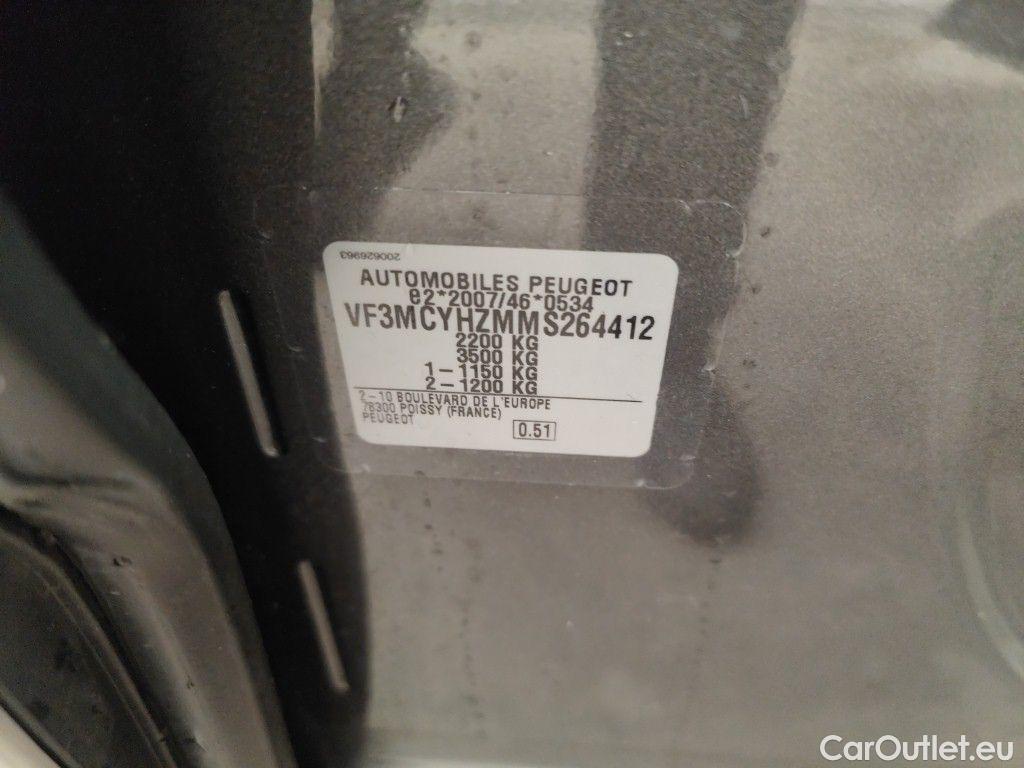 200626963
AUTOMOBILES PEUGEOT
e2*2007/46*0534
VF3MCYHZMMS264412
2200 KG
3500 KG
1 - 1150 KG
2 - 1200 KG
2-10 BOULEVARD DE L'EUROPE
78300 POISSY (FRANCE)
PEUGEOT
0.51
CarOutlet.eu